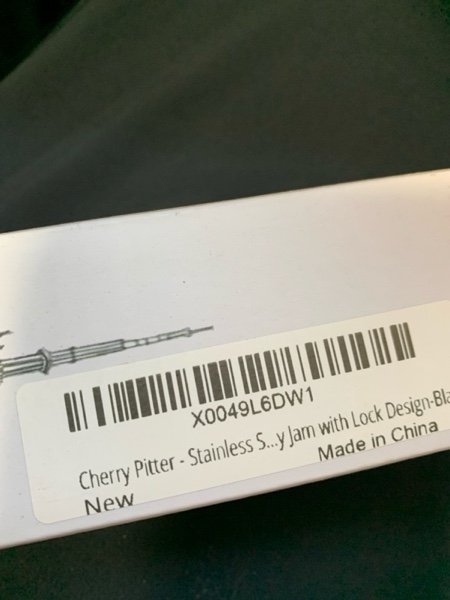 X0049L6DW1
Cherry Pitter - Stainless S...y Jam with Lock Design-Bla
Made in China
New